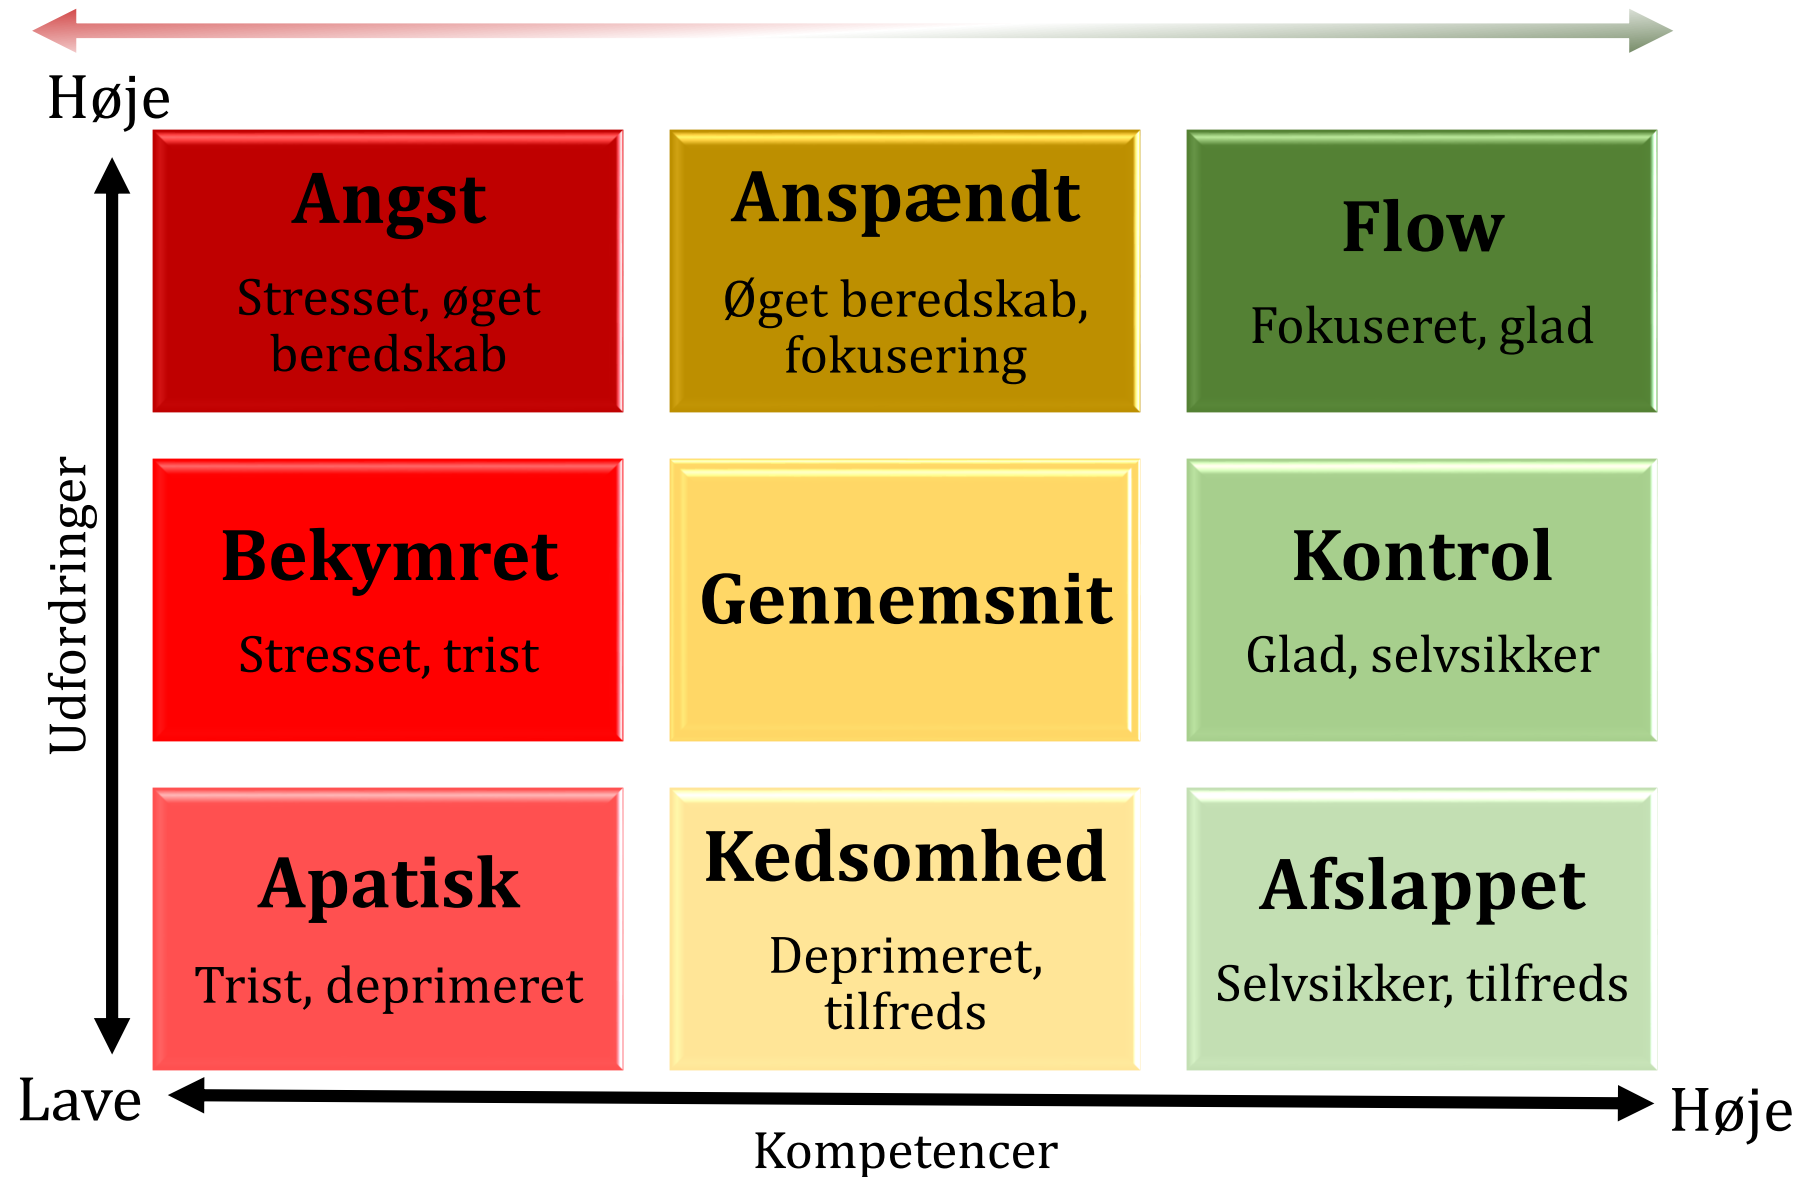 Høje
Angst
Stresset, øget
beredskab
Anspændt
Øget beredskab,
fokusering
Flow
Fokuseret, glad
Udfordringer
Bekymret
Stresset, trist
Gennemsnit
Kontrol
Glad, selvsikker
Apatisk
Trist, deprimeret
Kedsomhed
Deprimeret,
tilfreds
Afslappet
Selvsikker, tilfreds
Lave
Høje
Kompetencer